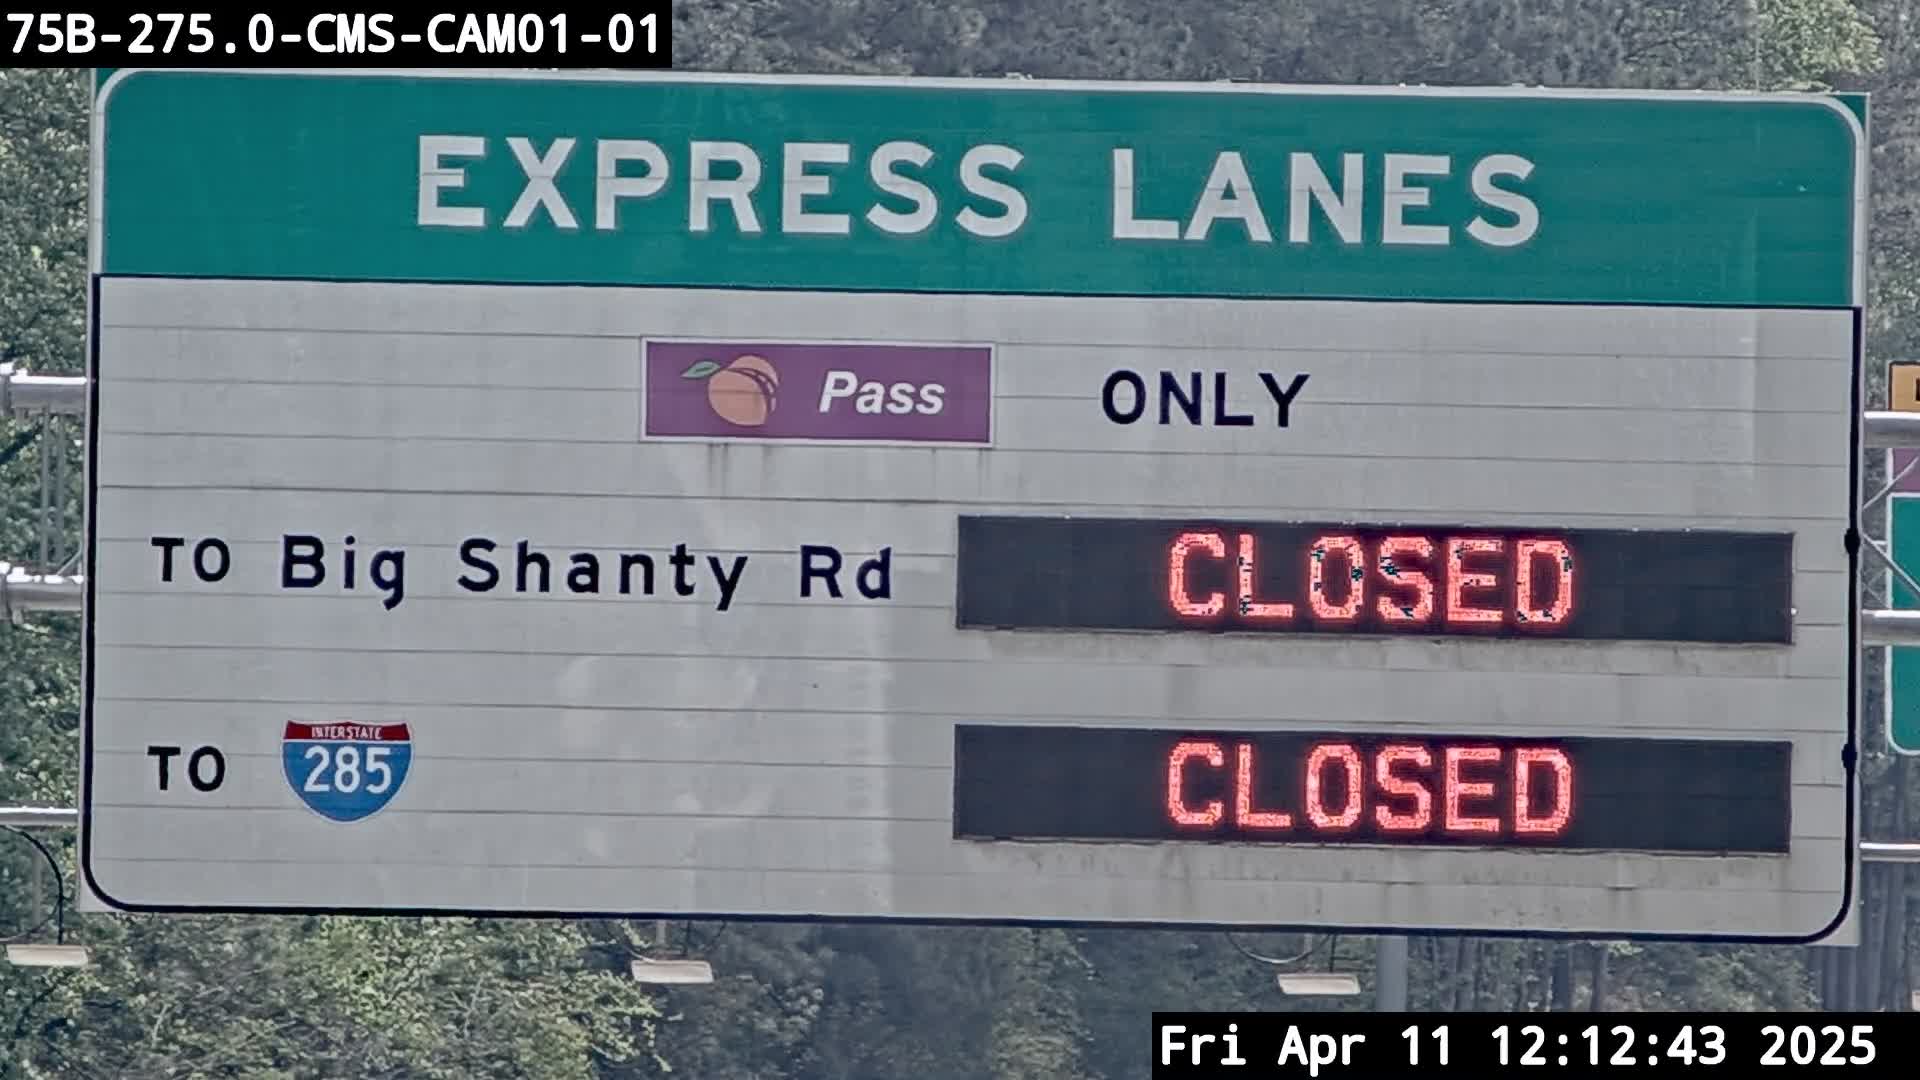 75B-275.0-CMS-CAM01-01
EXPRESS LANES
Pass ONLY
TO Big Shanty Rd CLOSED
TO INTERSTATE 285 CLOSED
Fri Apr 11 12:12:43 2025